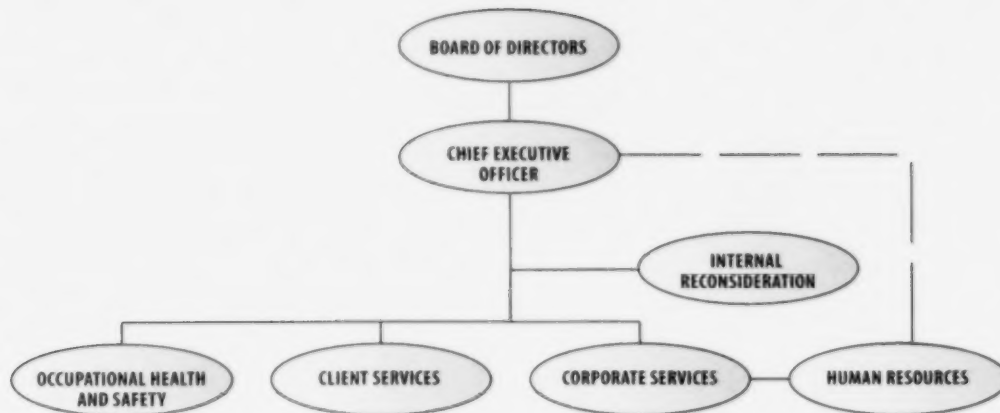 BOARD OF DIRECTORS
CHIEF EXECUTIVE
OFFICER
INTERNAL
RECONSIDERATION
OCCUPATIONAL HEALTH
AND SAFETY
CLIENT SERVICES
CORPORATE SERVICES
HUMAN RESOURCES